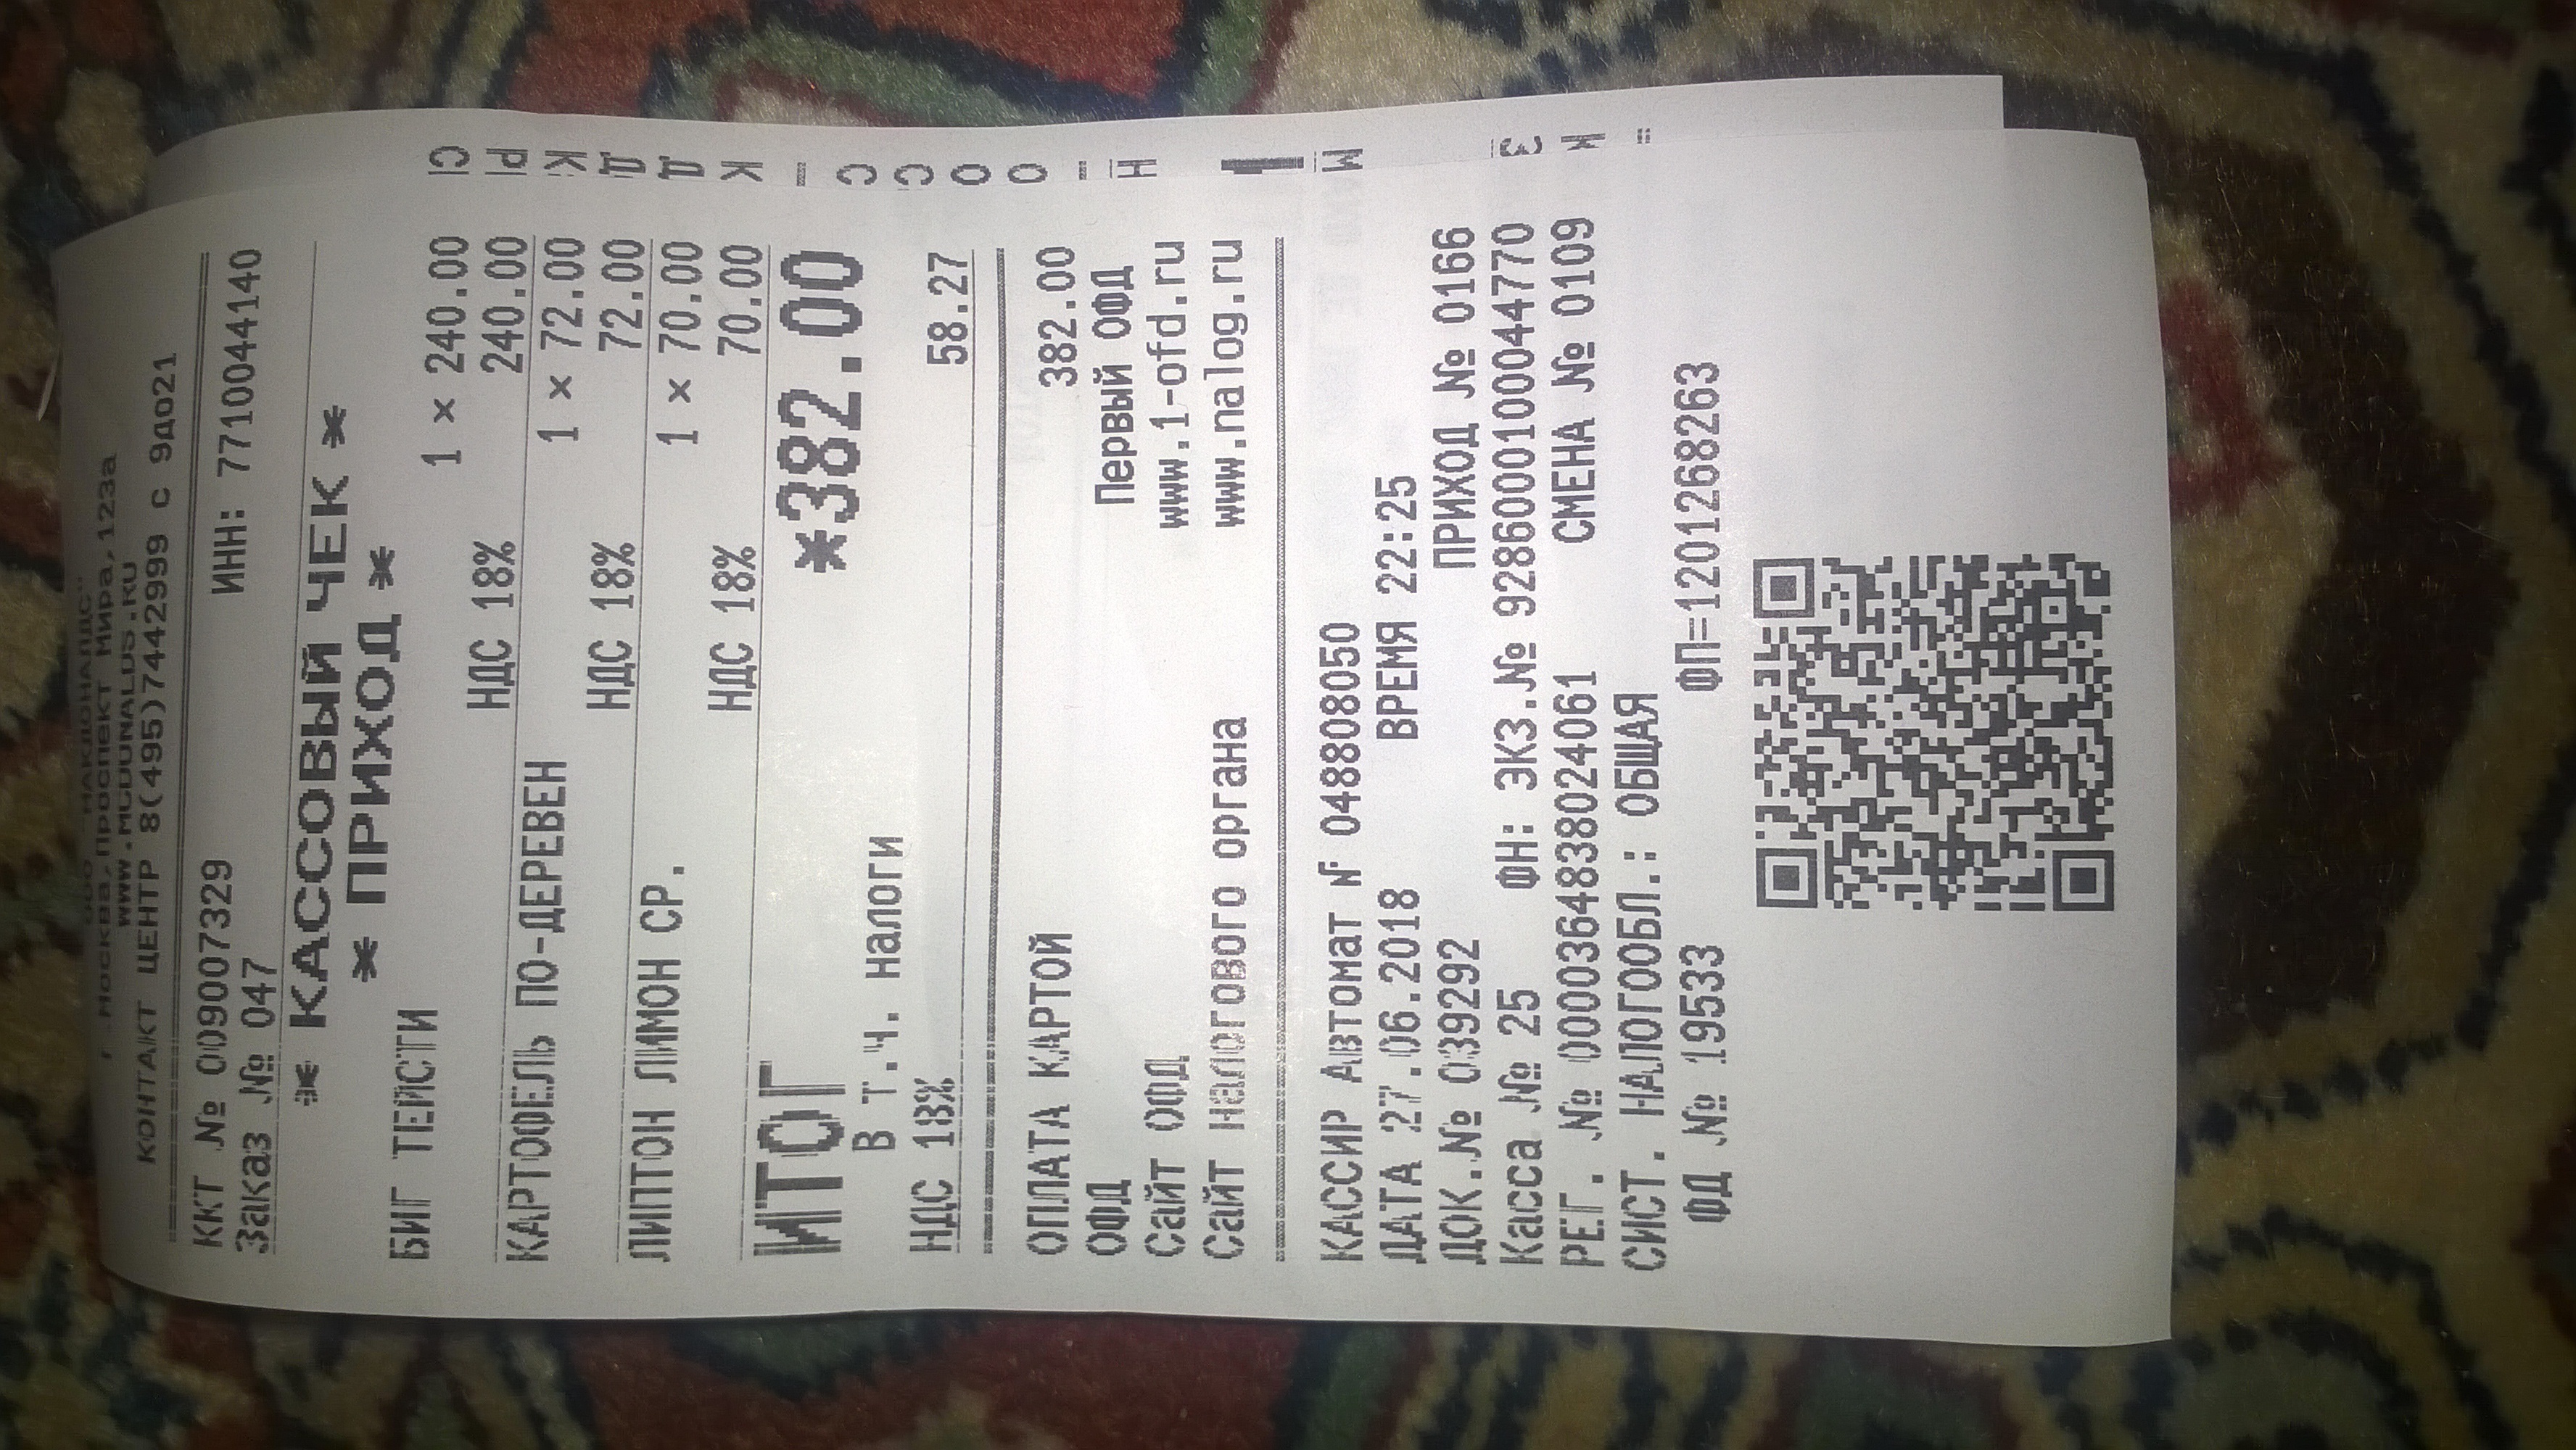 Москва,Проспект Мира,123а
WWW.MCDONALDS.RU
КОНТАКТ ЦЕНТР 8(495)7442999 С 9до21
ККТ № 0090007329 ИНН: 7710044140
Заказ № 047
* КАССОВЫЙ ЧЕК *
* ПРИХОД *
БИГ ТЕЙСТИ 1 × 240.00
НДС 18% 240.00
КАРТОФЕЛЬ ПО-ДЕРЕВЕН 1 × 72.00
НДС 18% 72.00
ЛИПТОН ЛИМОН СР. 1 × 70.00
НДС 18% 70.00
ИТОГ *382.00
В т.ч. налоги
НДС 18% 58.27
ОПЛАТА КАРТОЙ 382.00
ОФД Первый ОФД
Сайт ОФД www.1-ofd.ru
Сайт налогового органа www.nalog.ru
КАССИР Автомат № 0488080050
ДАТА 27.06.2018 ВРЕМЯ 22:25
ДОК.№ 039292 ПРИХОД № 0166
Касса № 25 ФН: ЭКЗ.№ 9286000100044770
РЕГ. № 0000364838024061 СМЕНА № 0109
СИСТ. НАЛОГООБЛ.: ОБЩАЯ
ФД № 19533 ФП=1201268263